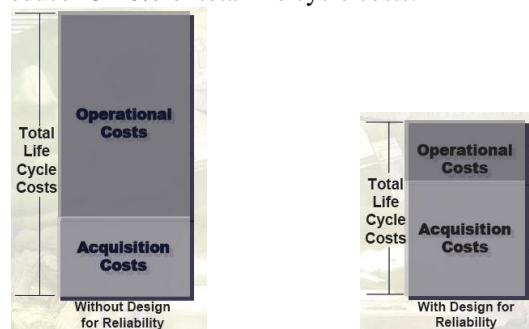 Operational
Costs
Total
Life
Cycle
Costs
Acquisition
Costs
Without Design
for Reliability
Operational
Costs
Total
Life
Cycle
Costs
Acquisition
Costs
With Design for
Reliability